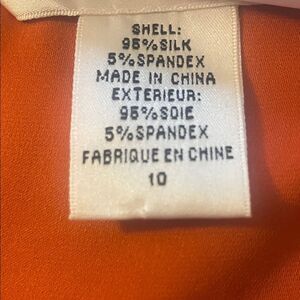 SHELL:
95%SILK
5%SPANDEX
MADE IN CHINA
EXTERIEUR:
95%SOIE
5%SPANDEX
FABRIQUE EN CHINE
10